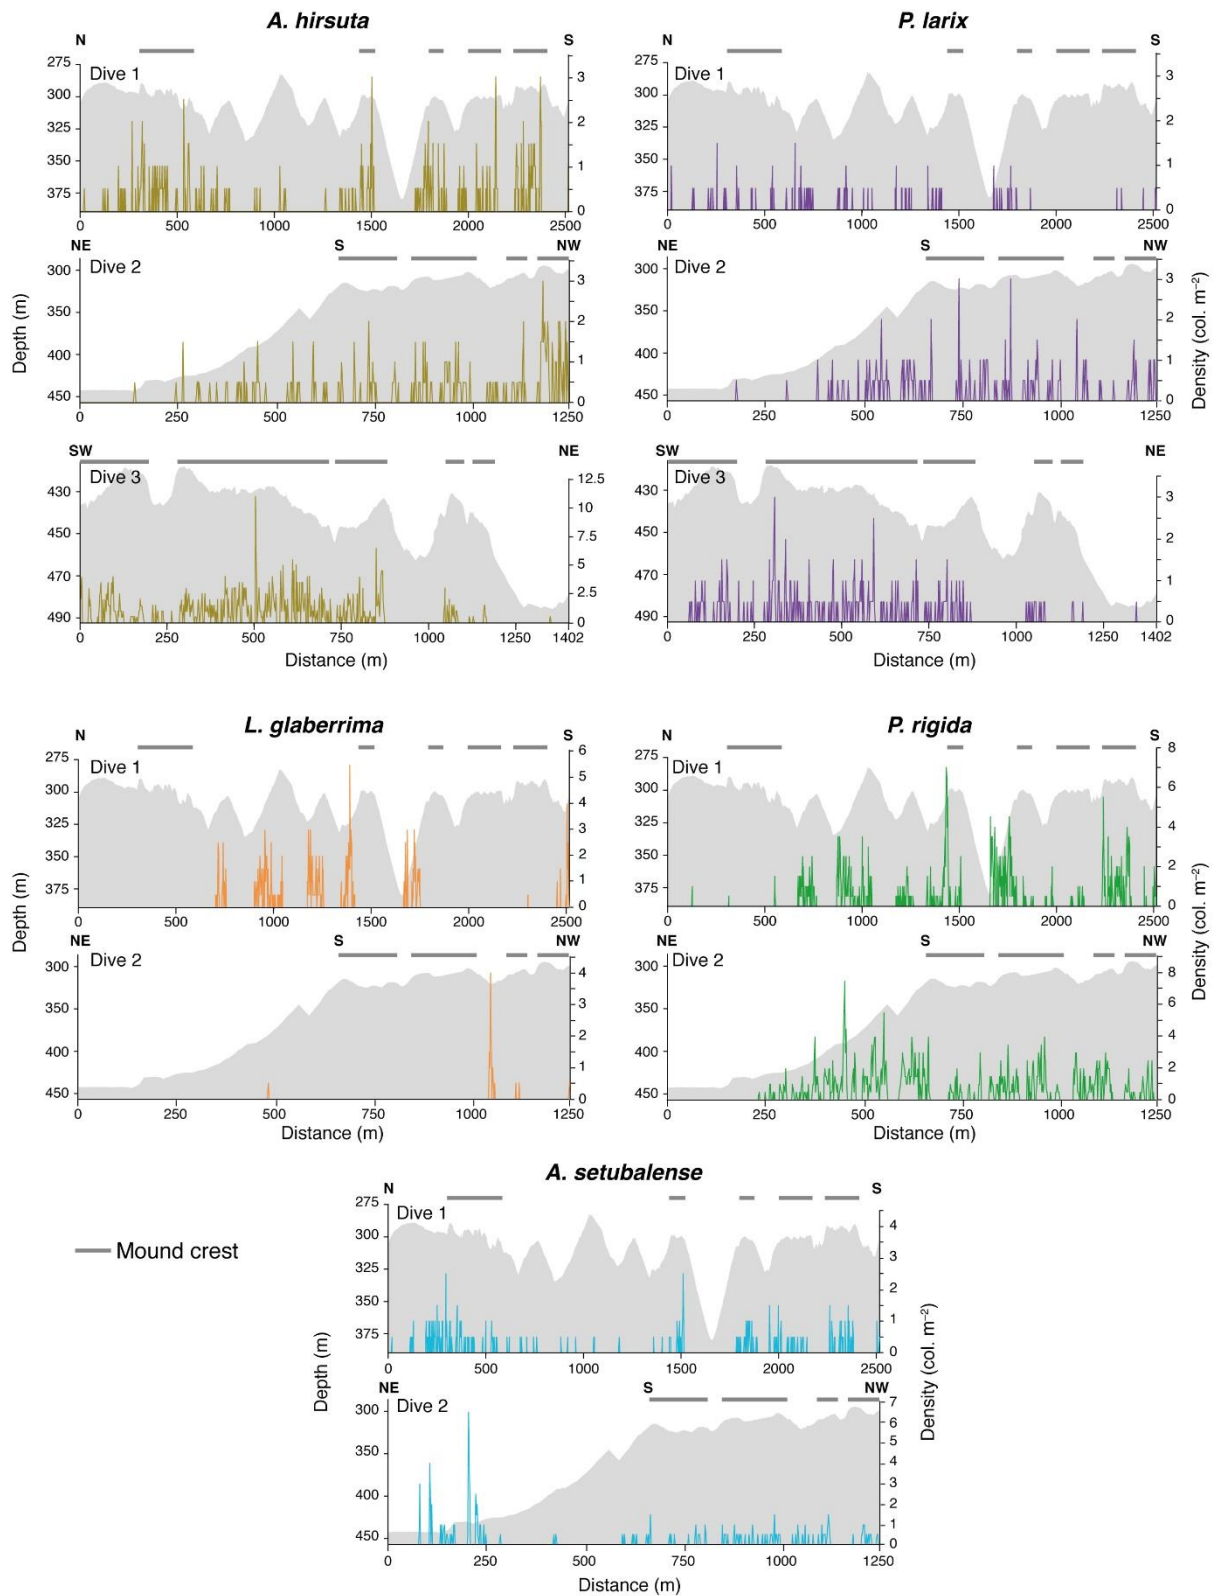 A. hirsuta
P. larix
N S
Dive 1
275
300
325
350
375
3
2
1
0
0 500 1000 1500 2000 2500
N S
Dive 1
275
300
325
350
375
3
2
1
0
0 500 1000 1500 2000 2500
NE S NW
Dive 2
300
350
400
450
3
2
1
0
0 250 500 750 1000 1250
NE S NW
Dive 2
300
350
400
450
3
2
1
0
0 250 500 750 1000 1250
SW NE
Dive 3
430
450
470
490
12.5
10
7.5
5
2.5
0
0 250 500 750 1000 1250 1402
Distance (m)
Depth (m)
SW NE
Dive 3
430
450
470
490
3
2
1
0
0 250 500 750 1000 1250 1402
Distance (m)
Density (col. m⁻²)
L. glaberrima
P. rigida
N S
Dive 1
275
300
325
350
375
6
5
4
3
2
1
0
0 500 1000 1500 2000 2500
N S
Dive 1
275
300
325
350
375
8
6
4
2
0
0 500 1000 1500 2000 2500
NE S NW
Dive 2
300
350
400
450
4
3
2
1
0
0 250 500 750 1000 1250
Distance (m)
Depth (m)
NE S NW
Dive 2
300
350
400
450
8
6
4
2
0
250 500 750 1000 1250
Distance (m)
Density (col. m⁻²)
A. setubalense
N S
Dive 1
275
300
325
350
375
4
3
2
1
0
0 500 1000 1500 2000 2500
Mound crest
NE S NW
Dive 2
300
350
400
450
7
6
5
4
3
2
1
0
0 250 500 750 1000 1250
Distance (m)
Depth (m)
Density (col. m⁻²)